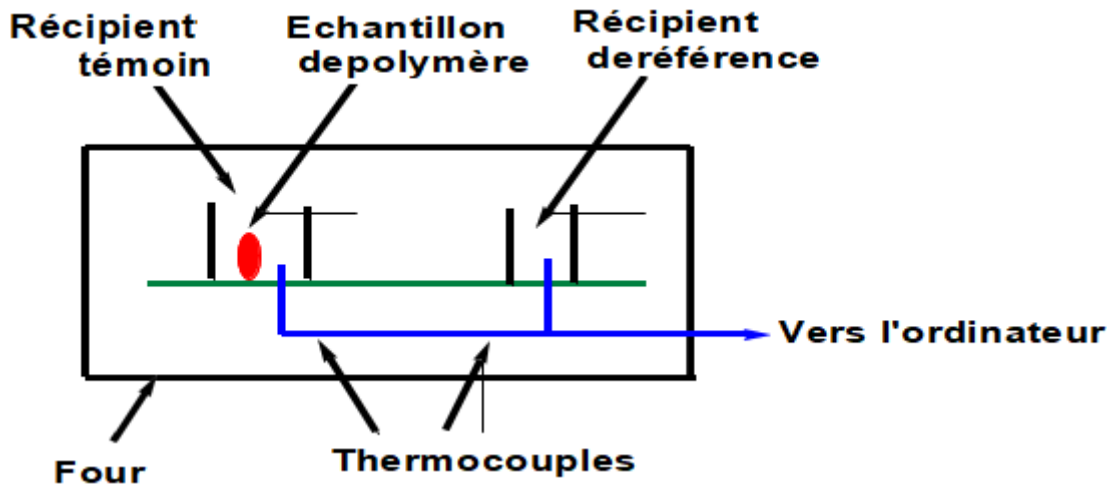 Récipient
témoin
Echantillon
depolymère
Récipient
deréférence
Vers l'ordinateur
Thermocouples
Four